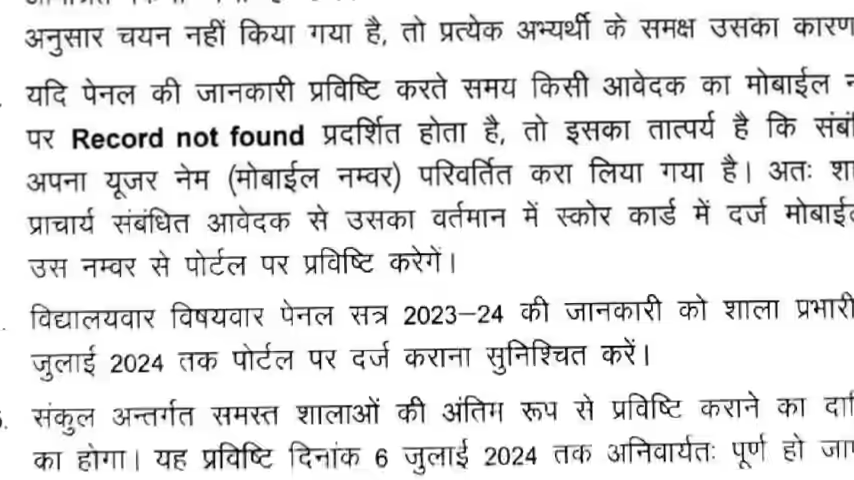 अनुसार चयन नहीं किया गया है, तो प्रत्येक अभ्यर्थी के समक्ष उसका कारण
यदि पेनल की जानकारी प्रविष्टि करते समय किसी आवेदक का मोबाईल
पर Record not found प्रदर्शित होता है, तो इसका तात्पर्य है कि
अपना यूजर नेम (मोबाईल नम्वर) परिवर्तित करा लिया गया है। अतः
प्राचार्य संबंधित आवेदक से उसका वर्तमान में स्कोर कार्ड में दर्ज
उस नम्वर से पोर्टल पर प्रविष्टि करेगें।
विद्यालयवार विषयवार पेनल सत्र 2023–24 की जानकारी को शाला प्रभारी
जुलाई 2024 तक पोर्टल पर दर्ज कराना सुनिश्चित करें।
संकुल अन्तर्गत समस्त शालाओं की अंतिम रूप से प्रविष्टि कराने का
का होगा। यह प्रविष्टि दिनांक 6 जुलाई 2024 तक अनिवार्यतः पूर्ण हो